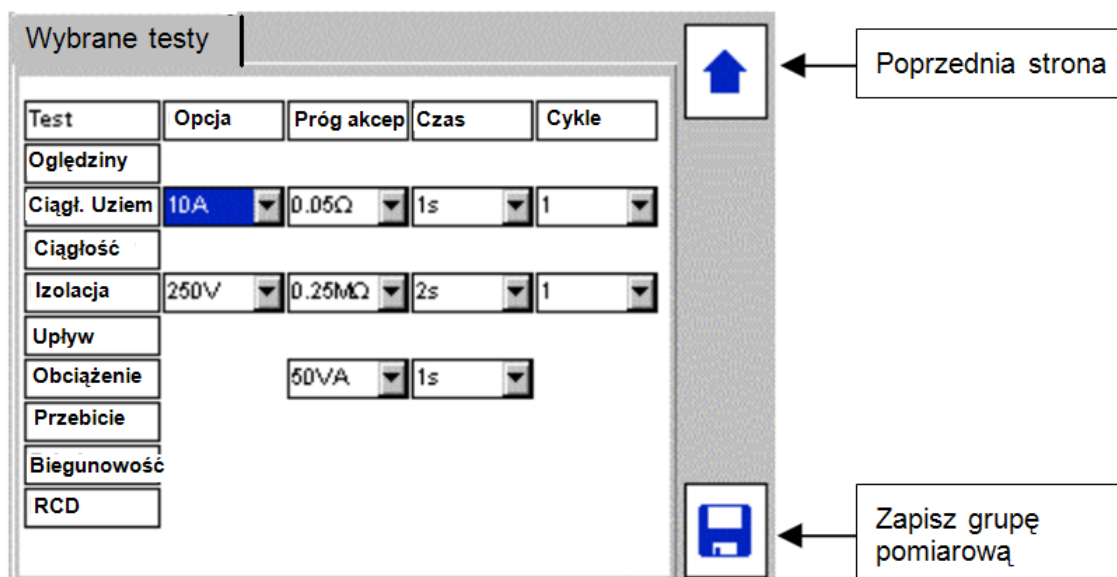 Wybrane testy
Poprzednia strona
Test Opcja Próg akcep Czas Cykle
Oględziny
Ciągł. Uziem 10A 0.05Ω 1s 1
Ciągłość
Izolacja 250V 0.25MΩ 2s 1
Upływ
Obciążenie 50VA 1s
Przebicie
Biegunowość
RCD
Zapisz grupę
pomiarową